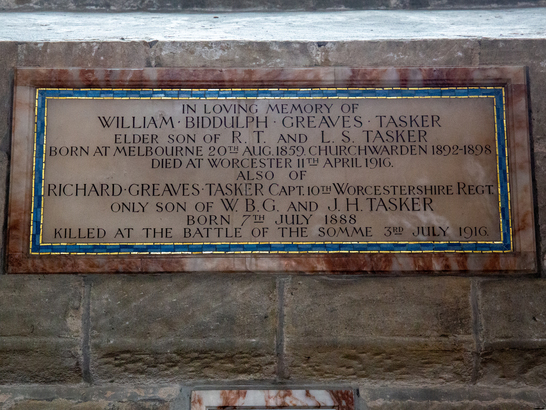 IN LOVING MEMORY OF
WILLIAM · BIDDULPH · GREAVES · TASKER
ELDER SON OF R. T. AND L. S. TASKER
BORN AT MELBOURNE 20TH AUG. 1859. CHURCHWARDEN 1892-1898
DIED AT WORCESTER 11TH APRIL 1916.
ALSO OF
RICHARD · GREAVES · TASKER CAPT. 10TH WORCESTERSHIRE REGT.
ONLY SON OF W. B. G. AND J. H. TASKER
BORN 7TH JULY 1888
KILLED AT THE BATTLE OF THE SOMME 3RD JULY 1916.